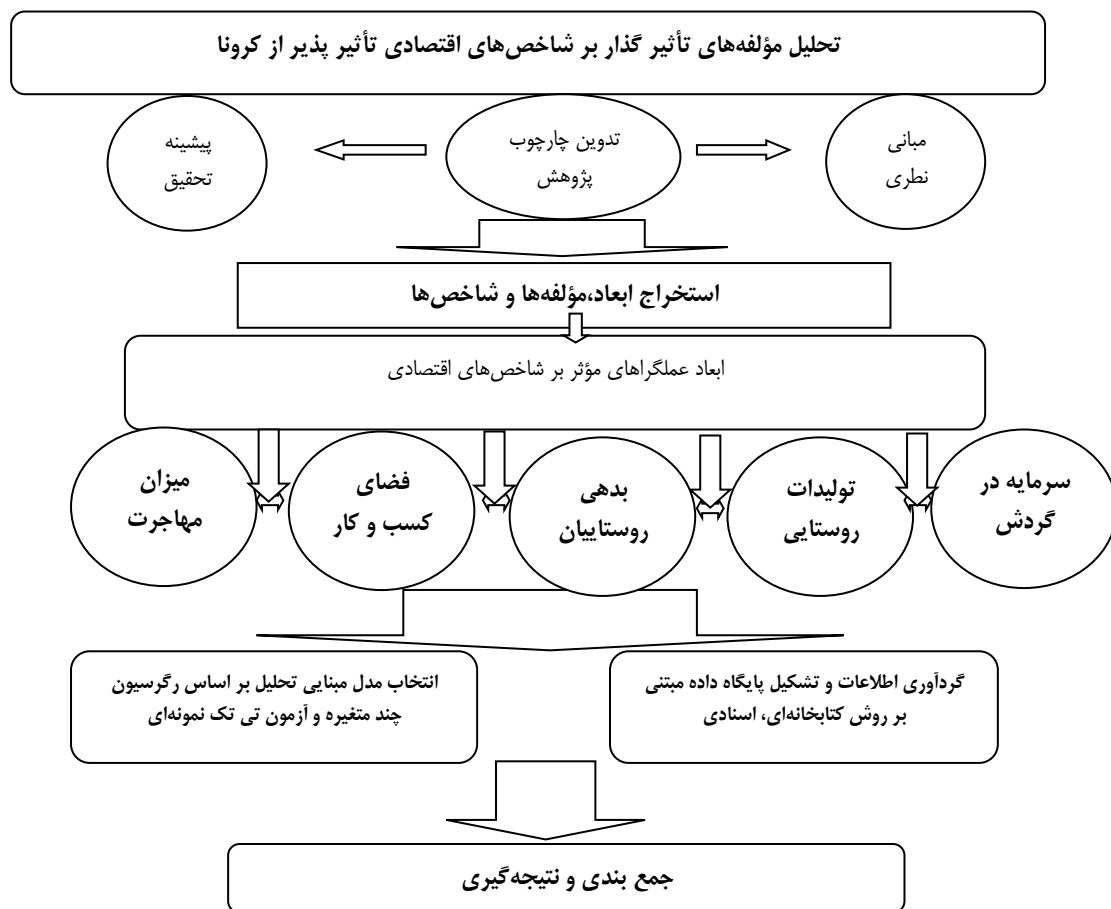 تحلیل مؤلفه‌های تأثیر گذار بر شاخص‌های اقتصادی تأثیر پذیر از کرونا
مبانی
نطری
تدوین چارچوب
پژوهش
پیشینه
تحقیق
استخراج ابعاد،مؤلفه‌ها و شاخص‌ها
ابعاد عملگراهای مؤثر بر شاخص‌های اقتصادی
سرمایه در
گردش
تولیدات
روستایی
بدهی
روستاییان
فضای
کسب و کار
میزان
مهاجرت
گردآوری اطلاعات و تشکیل پایگاه داده مبتنی
بر روش کتابخانه‌ای، اسنادی
انتخاب مدل مبنایی تحلیل بر اساس رگرسیون
چند متغیره و آزمون تی تک نمونه‌ای
جمع بندی و نتیجه‌گیری